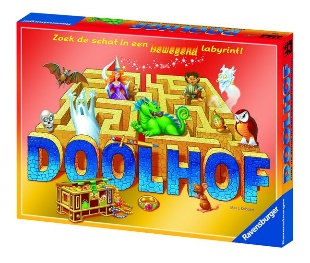 Zoek de schat in een bewegend labyrint!
DOOLHOF
Ravensburger